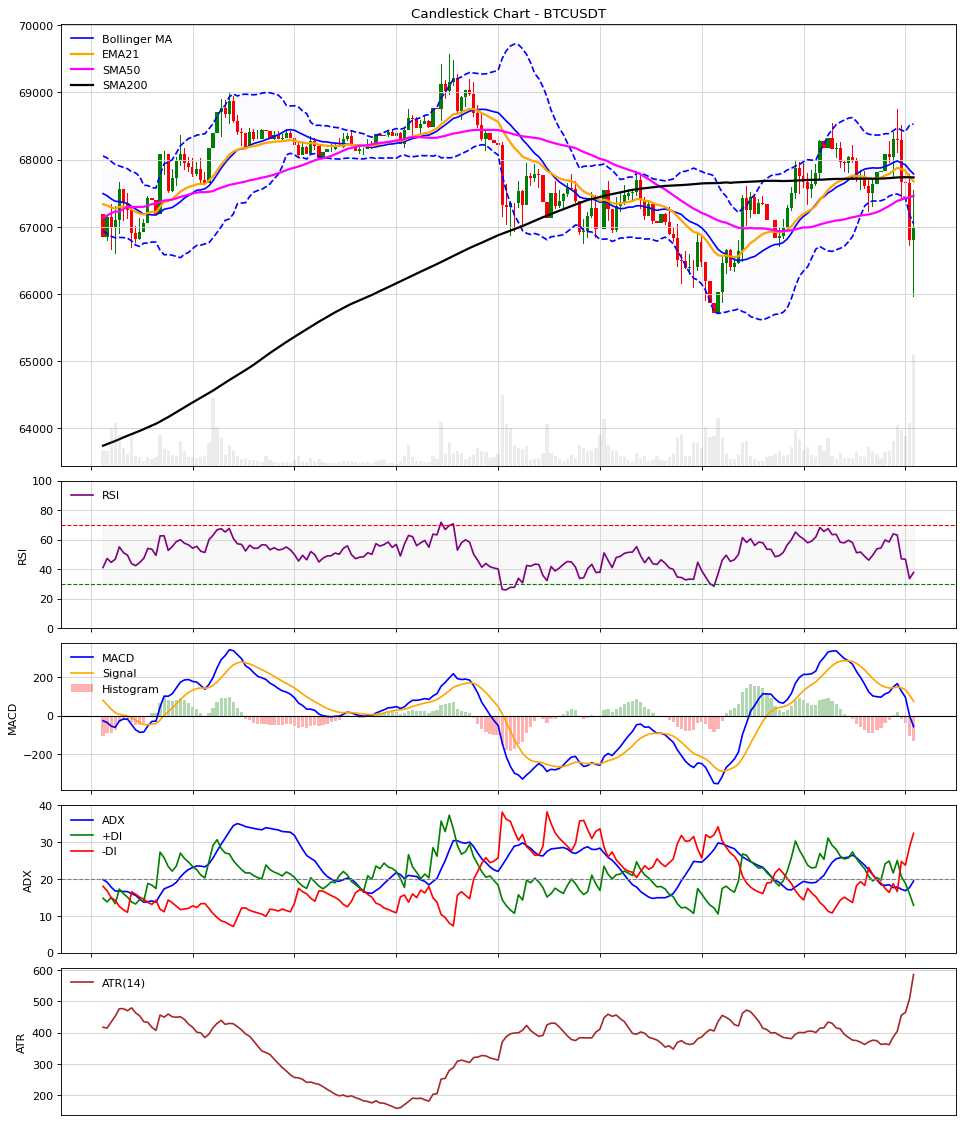 Candlestick Chart - BTCUSDT
70000
69000
68000
67000
66000
65000
64000
Bollinger MA
EMA21
SMA50
SMA200
100
80
60
40
20
0
RSI
RSI
200
0
−200
MACD
MACD
Signal
Histogram
40
30
20
10
0
ADX
ADX
+DI
-DI
600
500
400
300
200
ATR
ATR(14)